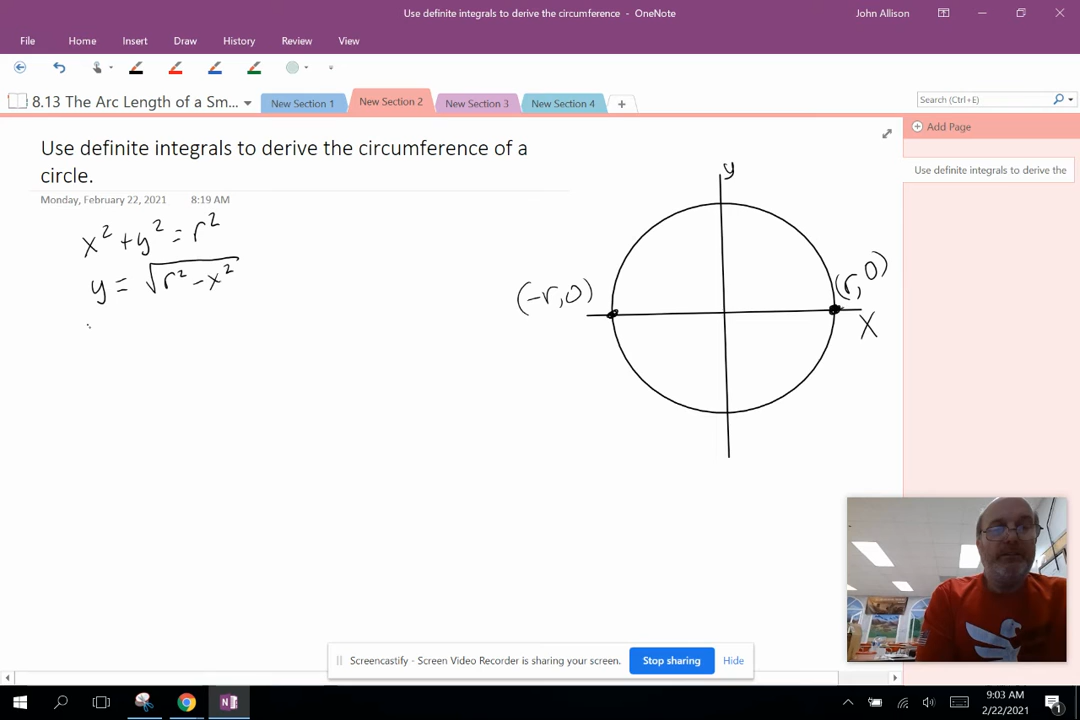 Use definite integrals to derive the circumference - OneNote
John Allison
File Home Insert Draw History Review View
8.13 The Arc Length of a Sm...
New Section 1
New Section 2
New Section 3
New Section 4
Search (Ctrl+E)
Add Page
Use definite integrals to derive the
Use definite integrals to derive the circumference of a
circle.
Monday, February 22, 2021 8:19 AM
x² + y² = r²
y = √(r² - x²)
y
(-r,0)
(r,0)
X
Screencastify - Screen Video Recorder is sharing your screen.
Stop sharing
Hide
9:03 AM
2/22/2021
1